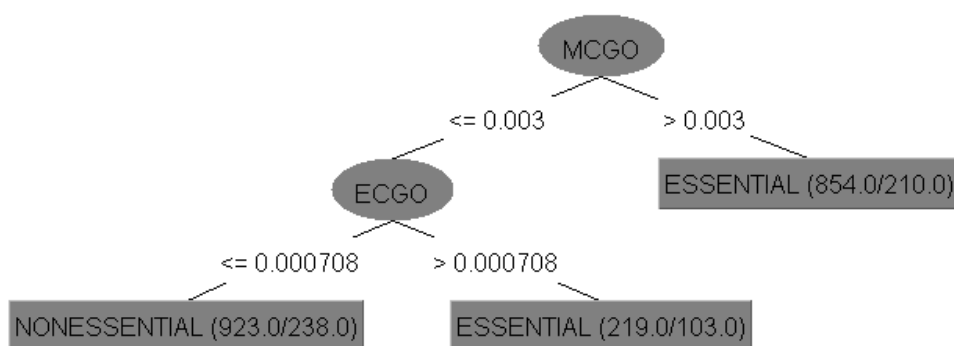 MCGO
<= 0.003
> 0.003
ECGO
ESSENTIAL (854.0/210.0)
<= 0.000708
> 0.000708
NONESSENTIAL (923.0/238.0)
ESSENTIAL (219.0/103.0)